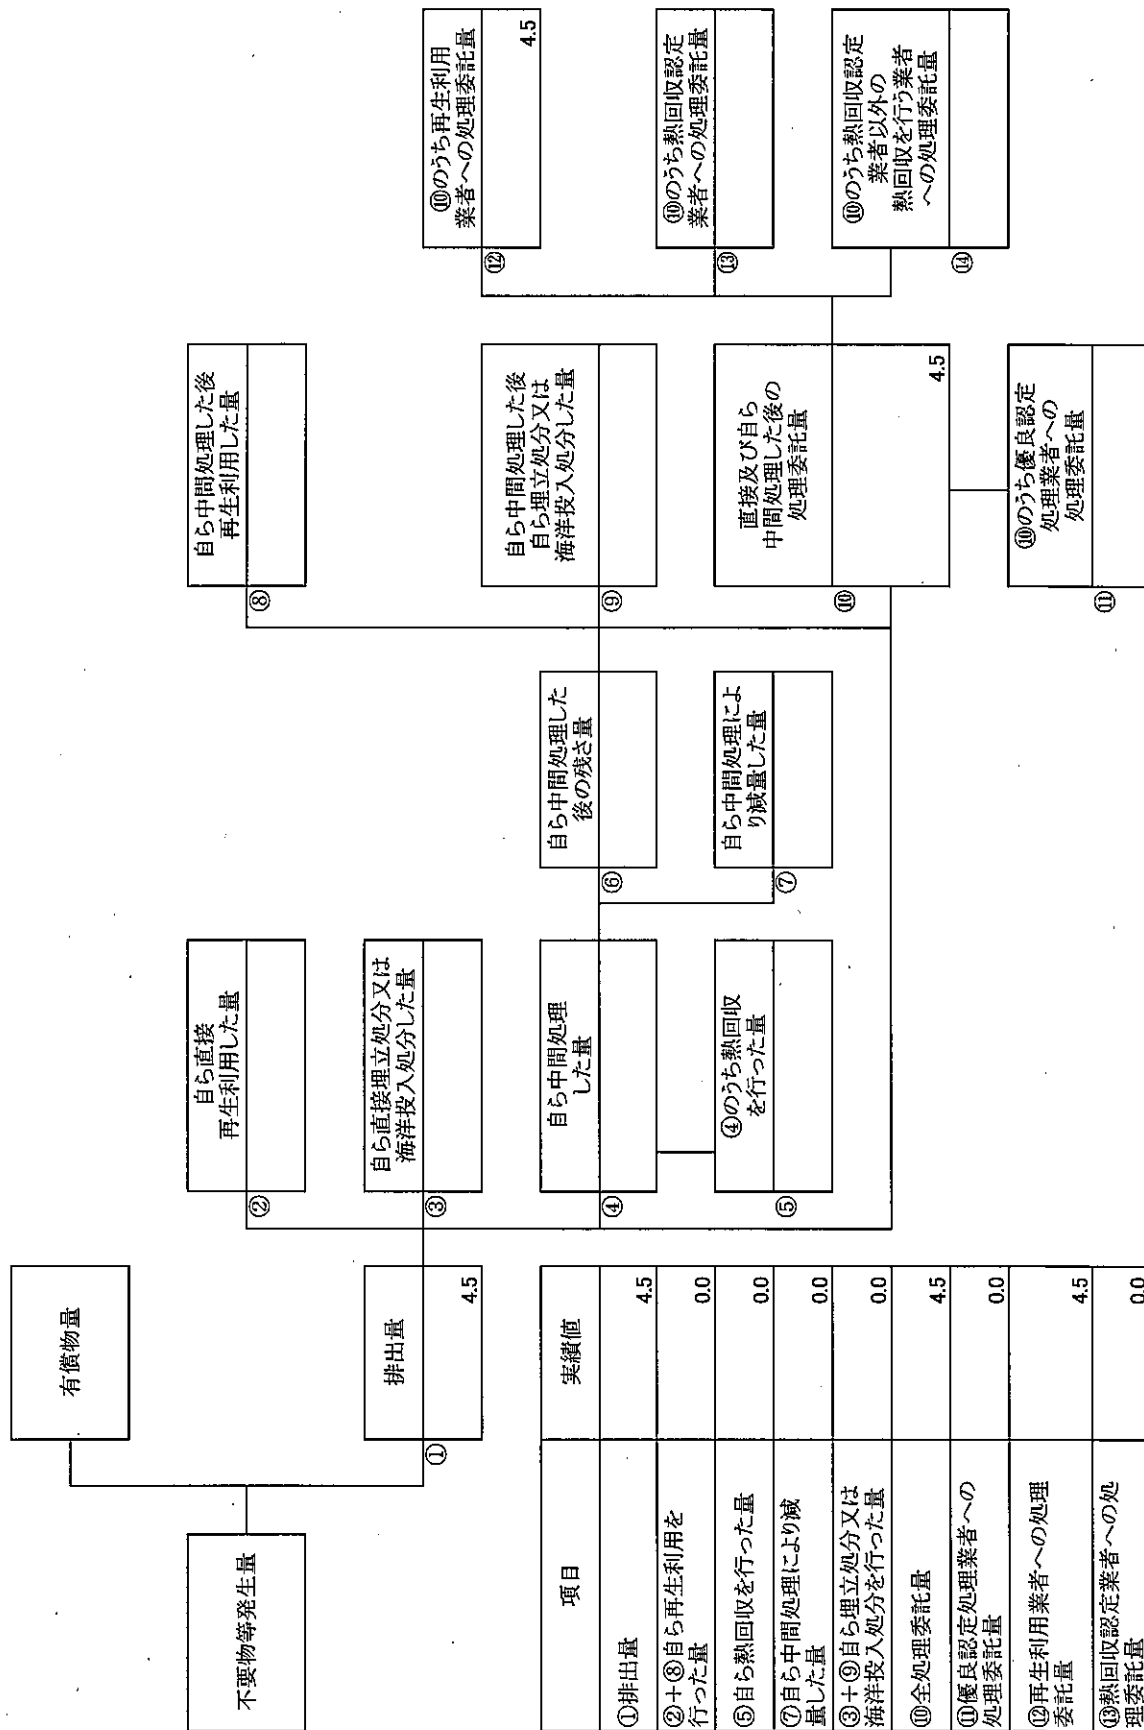 有償物量
不要物等発生量
排出量
①
4.5
自ら直接
再生利用した量
②
自ら直接埋立処分又は
海洋投入処分した量
③
自ら中間処理
した量
④
④のうち熱回収
を行った量
⑤
自ら中間処理した
後の残さ量
⑥
自ら中間処理によ
り減量した量
⑦
自ら中間処理した後
再生利用した量
⑧
自ら中間処理した後
自ら埋立処分又は
海洋投入処分した量
⑨
直接及び自ら
中間処理した後の
処理委託量
⑩
4.5
⑩のうち優良認定
処理業者への
処理委託量
⑪
⑩のうち再生利用
業者への処理委託量
⑫
4.5
⑩のうち熱回収認定
業者への処理委託量
⑬
⑩のうち熱回収認定
業者以外の
熱回収を行う業者
への処理委託量
⑭
項目
実績値
①排出量
4.5
②+⑧自ら再生利用を
行った量
0.0
⑤自ら熱回収を行った量
0.0
⑦自ら中間処理により減
量した量
0.0
③+⑨自ら埋立処分又は
海洋投入処分を行った量
0.0
⑩全処理委託量
4.5
⑪優良認定処理業者への
処理委託量
0.0
⑫再生利用業者への処理
委託量
4.5
⑬熱回収認定業者への処
理委託量
0.0